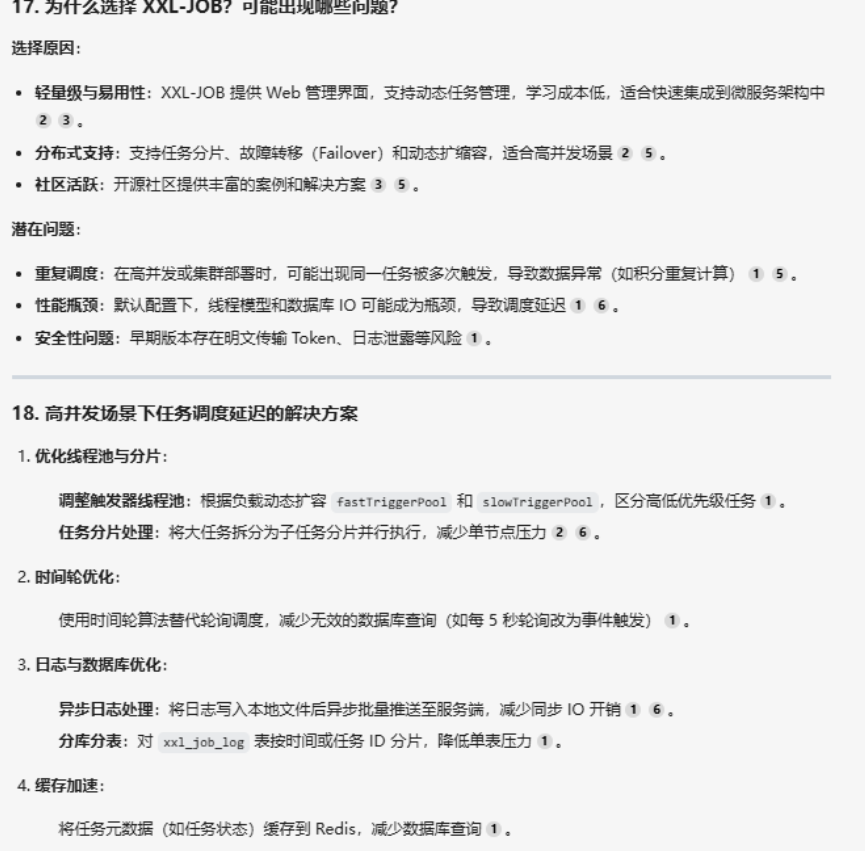 17. 为什么选择 XXL-JOB？可能出现哪些问题？
选择原因：
• 轻量级与易用性：XXL-JOB 提供 Web 管理界面，支持动态任务管理，学习成本低，适合快速集成到微服务架构中
2 3 。
• 分布式支持：支持任务分片、故障转移（Failover）和动态扩缩容，适合高并发场景 2 5 。
• 社区活跃：开源社区提供丰富的案例和解决方案 3 5 。
潜在问题：
• 重复调度：在高并发或集群部署时，可能出现同一任务被多次触发，导致数据异常（如积分重复计算） 1 5 。
• 性能瓶颈：默认配置下，线程模型和数据库 IO 可能成为瓶颈，导致调度延迟 1 6 。
• 安全性问题：早期版本存在明文传输 Token、日志泄露等风险 1 。
18. 高并发场景下任务调度延迟的解决方案
1. 优化线程池与分片：
调整触发器线程池：根据负载动态扩容 fastTriggerPool 和 slowTriggerPool ，区分高低优先级任务 1 。
任务分片处理：将大任务拆分为子任务分片并行执行，减少单节点压力 2 6 。
2. 时间轮优化：
使用时间轮算法替代轮询调度，减少无效的数据库查询（如每 5 秒轮询改为事件触发） 1 。
3. 日志与数据库优化：
异步日志处理：将日志写入本地文件后异步批量推送至服务端，减少同步 IO 开销 1 6 。
分库分表：对 xxl_job_log 表按时间或任务 ID 分片，降低单表压力 1 。
4. 缓存加速：
将任务元数据（如任务状态）缓存到 Redis，减少数据库查询 1 。